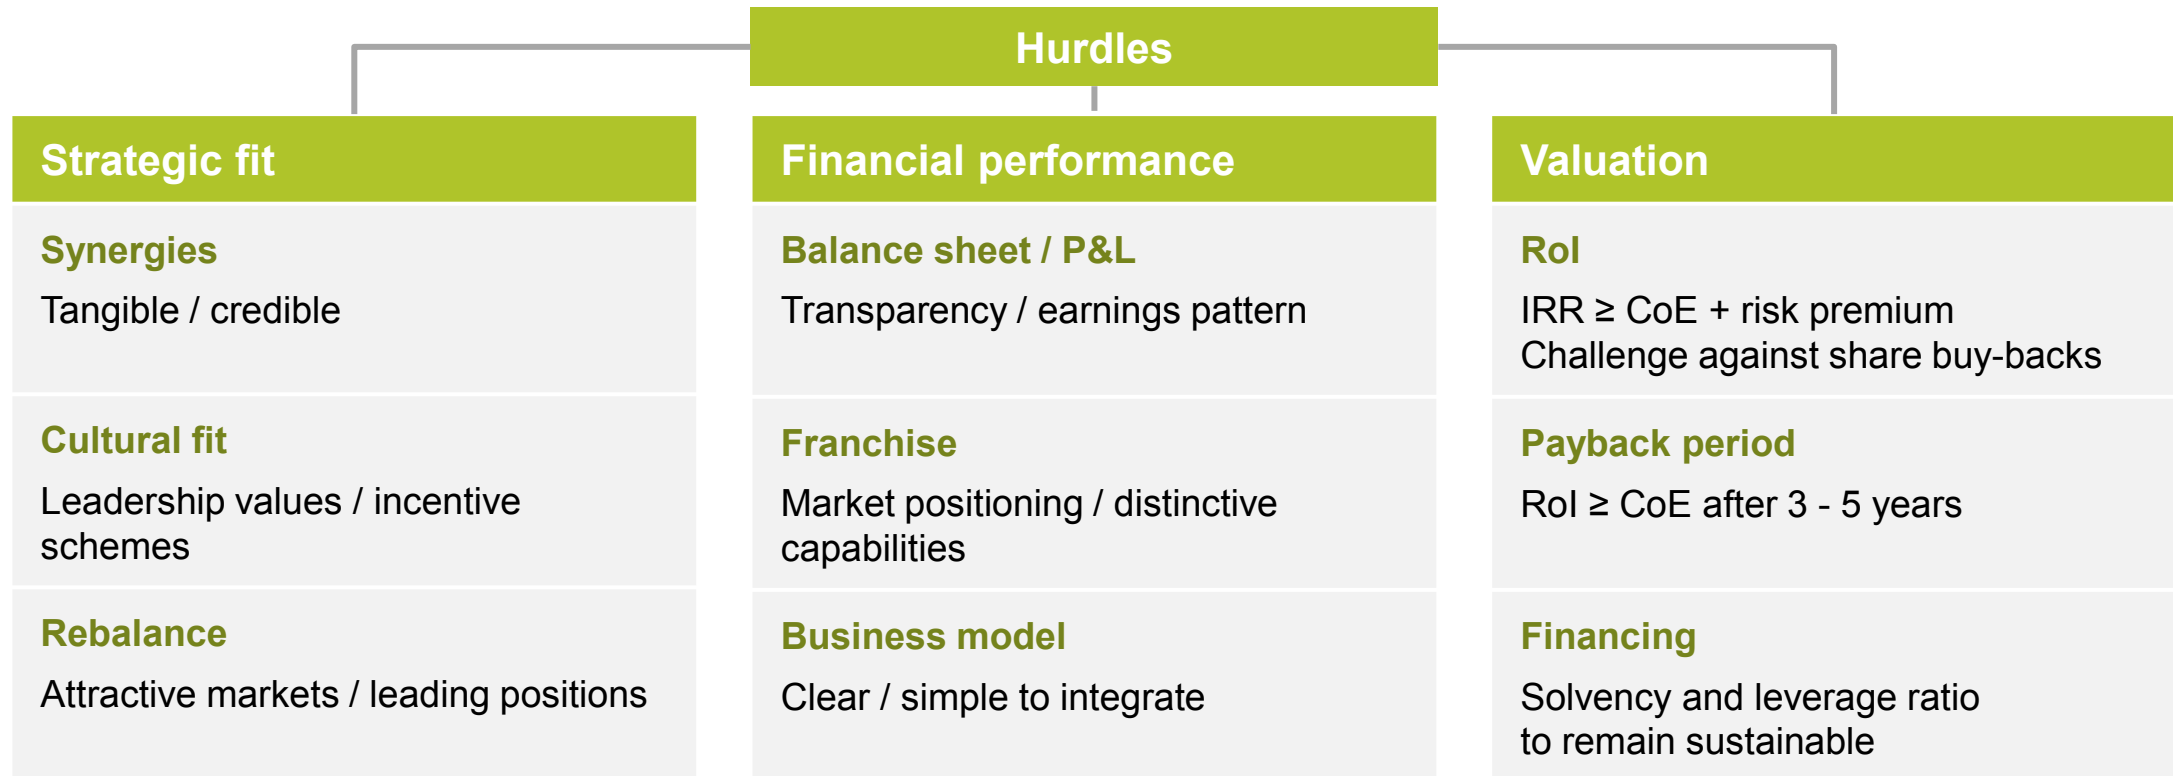 Hurdles
Strategic fit
Synergies
Tangible / credible
Cultural fit
Leadership values / incentive
schemes
Rebalance
Attractive markets / leading positions
Financial performance
Balance sheet / P&L
Transparency / earnings pattern
Franchise
Market positioning / distinctive
capabilities
Business model
Clear / simple to integrate
Valuation
RoI
IRR ≥ CoE + risk premium
Challenge against share buy-backs
Payback period
RoI ≥ CoE after 3 - 5 years
Financing
Solvency and leverage ratio
to remain sustainable